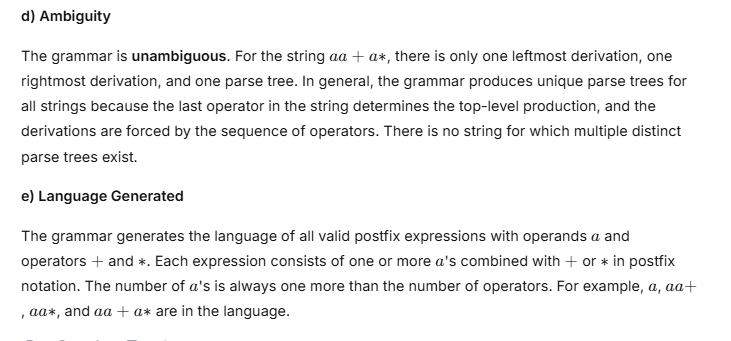 d) Ambiguity
The grammar is unambiguous. For the string aa + a∗, there is only one leftmost derivation, one
rightmost derivation, and one parse tree. In general, the grammar produces unique parse trees for
all strings because the last operator in the string determines the top-level production, and the
derivations are forced by the sequence of operators. There is no string for which multiple distinct
parse trees exist.
e) Language Generated
The grammar generates the language of all valid postfix expressions with operands a and
operators + and ∗. Each expression consists of one or more a's combined with + or ∗ in postfix
notation. The number of a's is always one more than the number of operators. For example, a, aa+
, aa∗, and aa + a∗ are in the language.